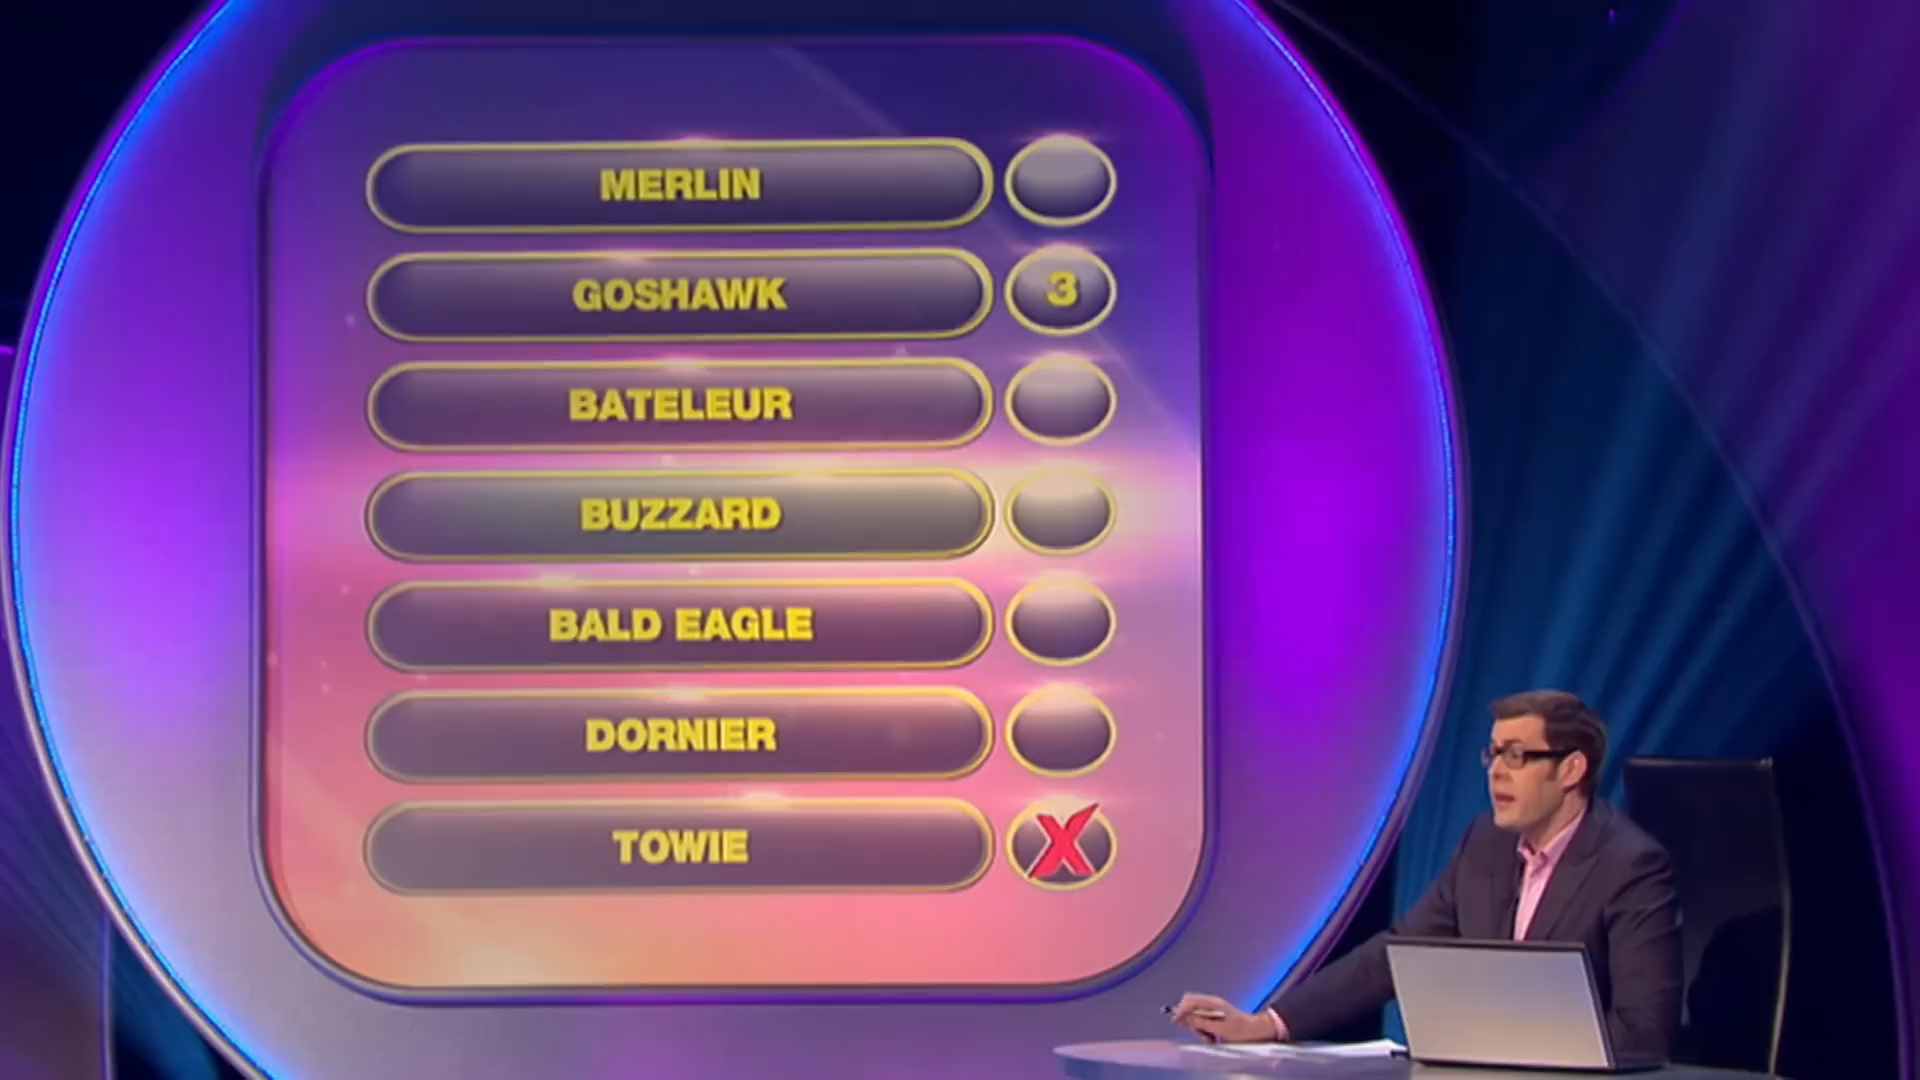 MERLIN
GOSHAWK 3
BATELEUR
BUZZARD
BALD EAGLE
DORNIER
TOWIE X